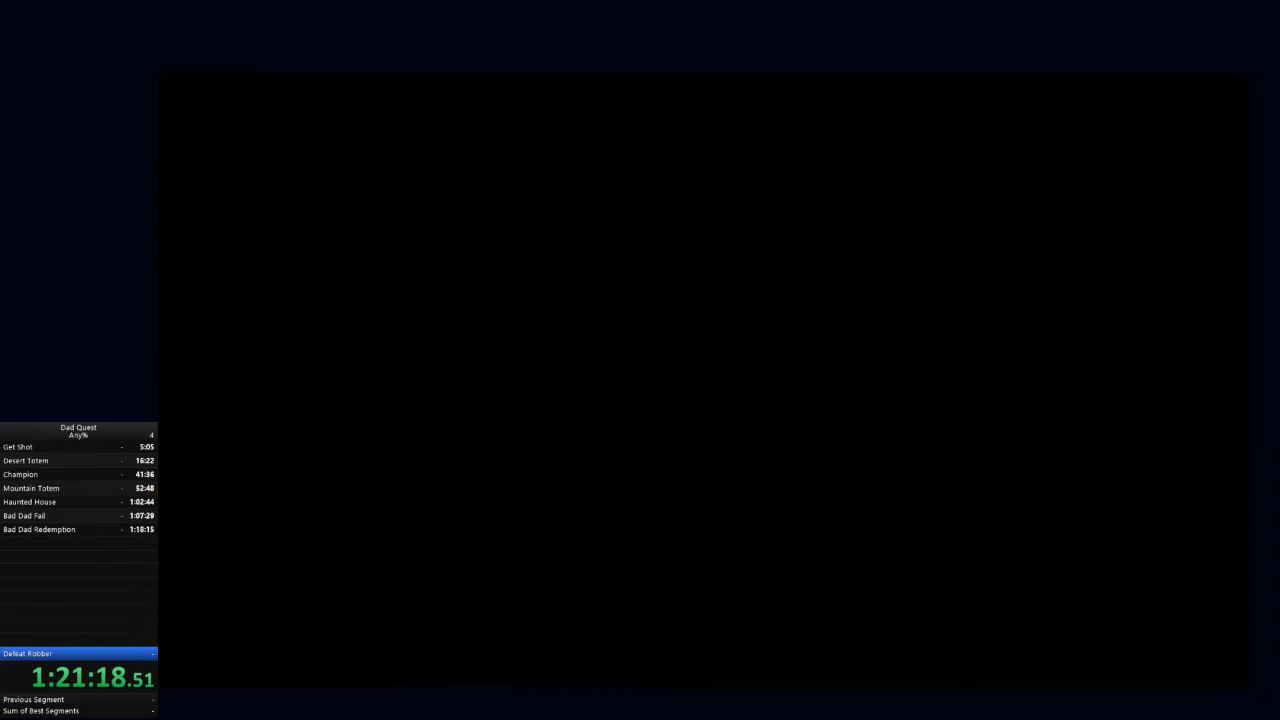 Dad Quest
Any% 4
Get Shot - 5:05
Desert Totem - 16:22
Champion - 41:36
Mountain Totem - 52:48
Haunted House - 1:02:44
Bad Dad Fail - 1:07:29
Bad Dad Redemption - 1:18:15
Defeat Robber -
1:21:18.51
Previous Segment -
Sum of Best Segments -